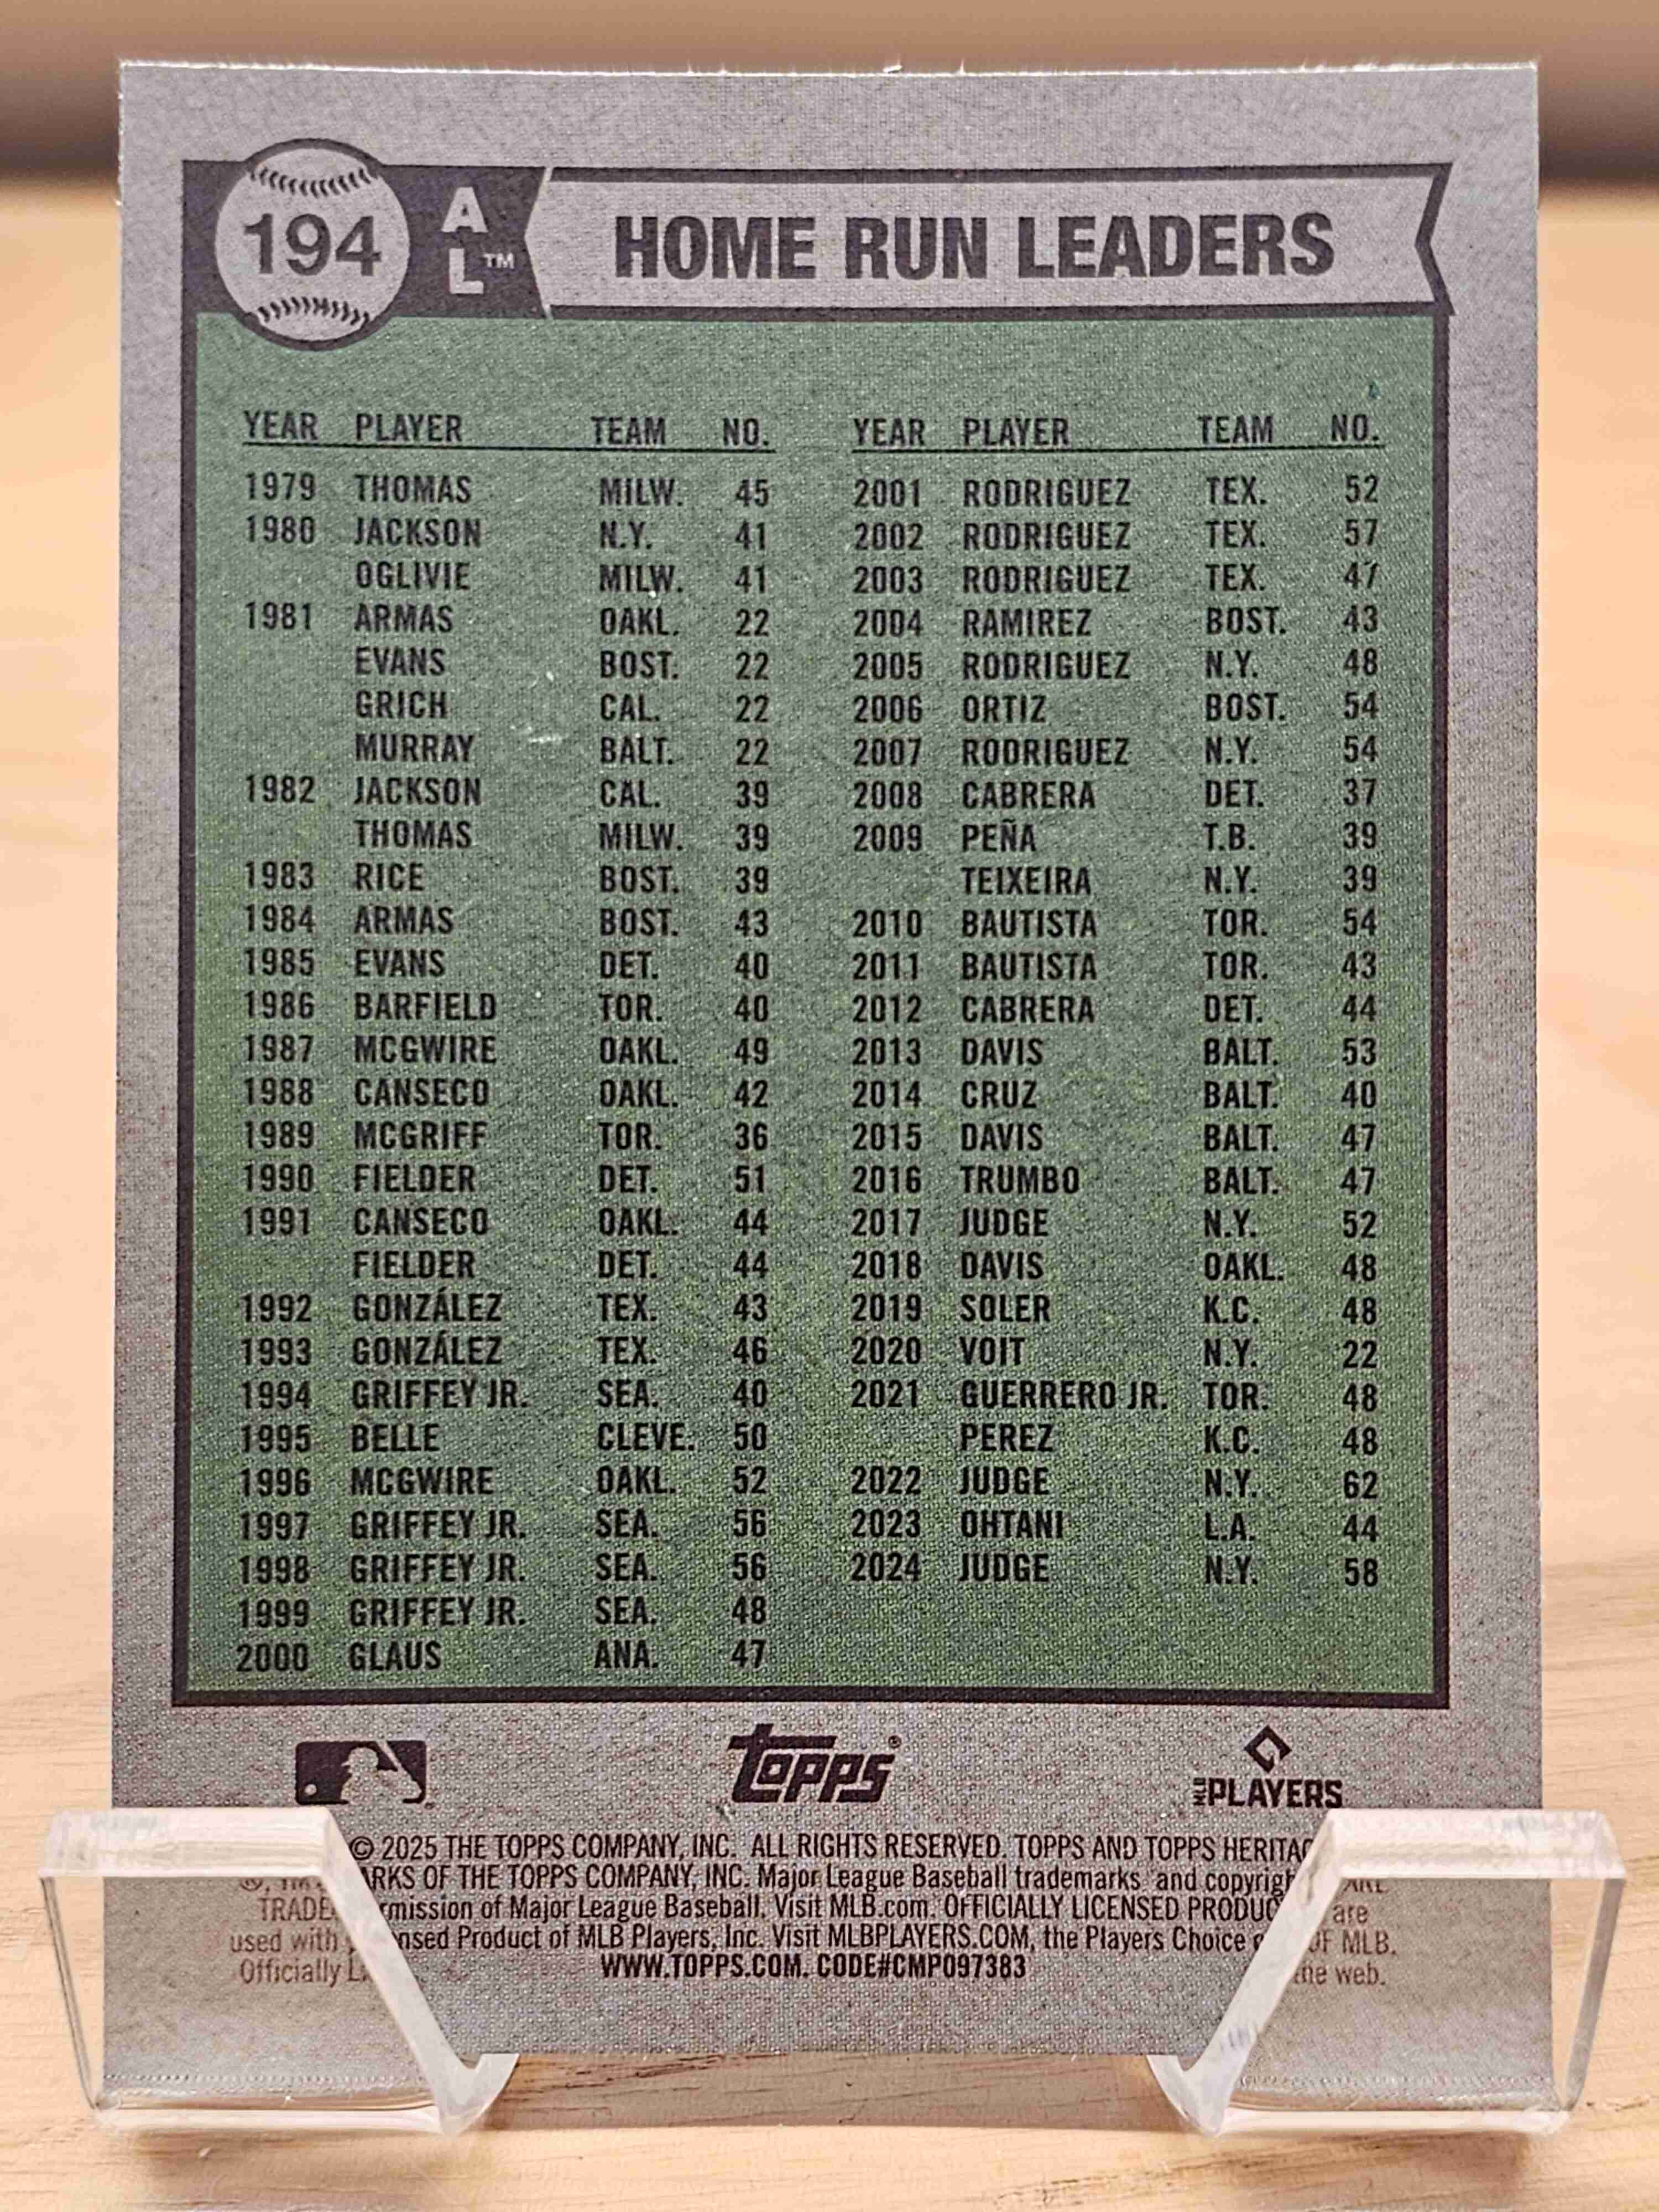 194
A
L™
HOME RUN LEADERS
YEAR PLAYER TEAM NO.
1979 THOMAS MILW. 45
1980 JACKSON N.Y. 41
OGLIVIE MILW. 41
1981 ARMAS OAKL. 22
EVANS BOST. 22
GRICH CAL. 22
MURRAY BALT. 22
1982 JACKSON CAL. 39
THOMAS MILW. 39
1983 RICE BOST. 39
1984 ARMAS BOST. 43
1985 EVANS DET. 40
1986 BARFIELD TOR. 40
1987 MCGWIRE OAKL. 49
1988 CANSECO OAKL. 42
1989 MCGRIFF TOR. 36
1990 FIELDER DET. 51
1991 CANSECO OAKL. 44
FIELDER DET. 44
1992 GONZÁLEZ TEX. 43
1993 GONZÁLEZ TEX. 46
1994 GRIFFEY JR. SEA. 40
1995 BELLE CLEVE. 50
1996 MCGWIRE OAKL. 52
1997 GRIFFEY JR. SEA. 56
1998 GRIFFEY JR. SEA. 56
1999 GRIFFEY JR. SEA. 48
2000 GLAUS ANA. 47
YEAR PLAYER TEAM NO.
2001 RODRIGUEZ TEX. 52
2002 RODRIGUEZ TEX. 57
2003 RODRIGUEZ TEX. 47
2004 RAMIREZ BOST. 43
2005 RODRIGUEZ N.Y. 48
2006 ORTIZ BOST. 54
2007 RODRIGUEZ N.Y. 54
2008 CABRERA DET. 37
2009 PEÑA T.B. 39
TEIXEIRA N.Y. 39
2010 BAUTISTA TOR. 54
2011 BAUTISTA TOR. 43
2012 CABRERA DET. 44
2013 DAVIS BALT. 53
2014 CRUZ BALT. 40
2015 DAVIS BALT. 47
2016 TRUMBO BALT. 47
2017 JUDGE N.Y. 52
2018 DAVIS OAKL. 48
2019 SOLER K.C. 48
2020 VOIT N.Y. 22
2021 GUERRERO JR. TOR. 48
PEREZ K.C. 48
2022 JUDGE N.Y. 62
2023 OHTANI L.A. 44
2024 JUDGE N.Y. 58
topps®
MLB PLAYERS
© 2025 THE TOPPS COMPANY, INC. ALL RIGHTS RESERVED. TOPPS AND TOPPS
OF THE TOPPS COMPANY, INC. Major League Baseball trademarks and ARE
of Major League Baseball. Visit MLB.com. OFFICIALLY LICENSED are
used with Product of MLB Players, Inc. Visit MLBPLAYERS.COM, the Players Choice OF MLB.
Officially WWW.TOPPS.COM. CODE#CMP097383 the web.